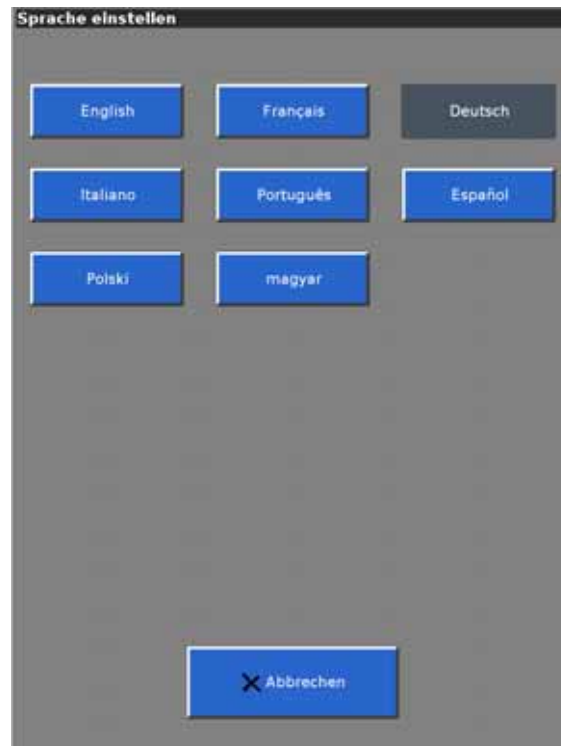 Sprache einstellen
English Français Deutsch
Italiano Português Español
Polski magyar
Abbrechen